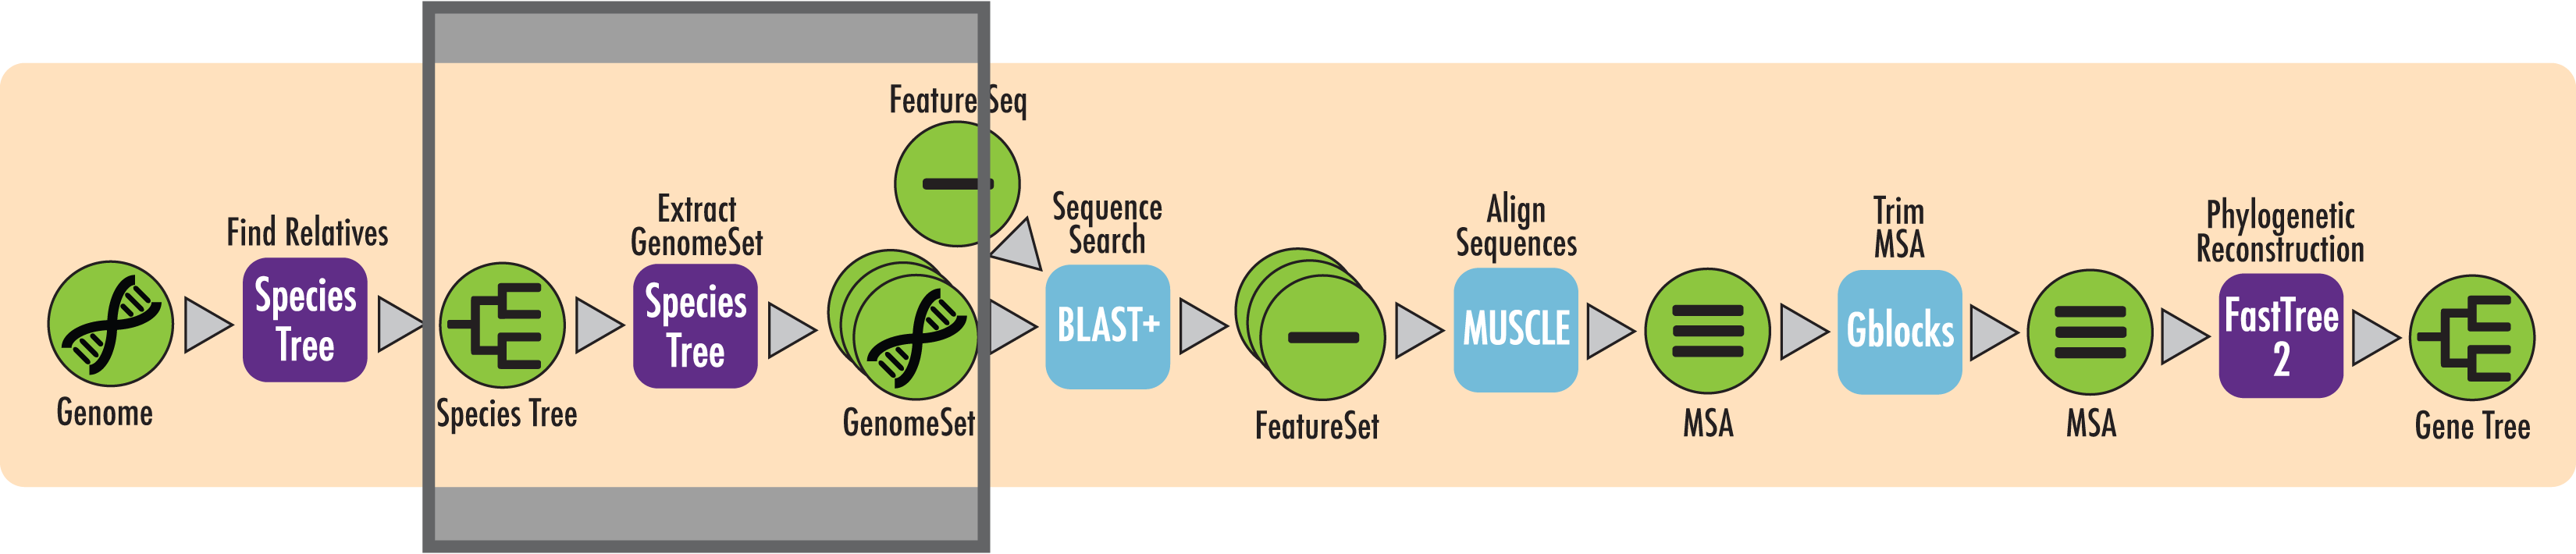 Feature Seq
Find Relatives
Species
Tree
Genome
Species Tree
Extract
GenomeSet
Species
Tree
GenomeSet
Sequence
Search
BLAST+
FeatureSet
Align
Sequences
MUSCLE
MSA
Trim
MSA
Gblocks
MSA
Phylogenetic
Reconstruction
FastTree
2
Gene Tree